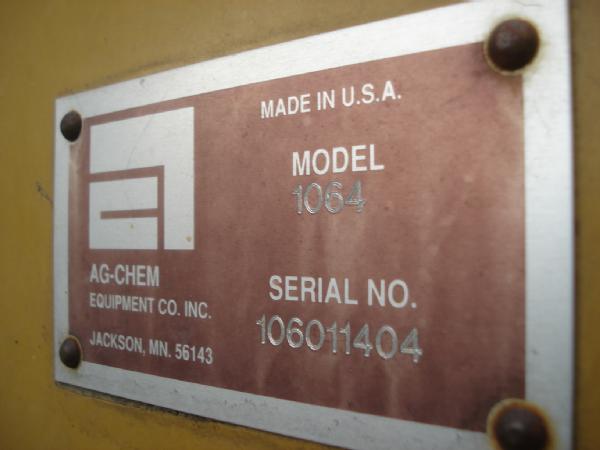 MADE IN U.S.A.
MODEL
1064
AG-CHEM
EQUIPMENT CO. INC.
JACKSON, MN. 56143
SERIAL NO.
106011404